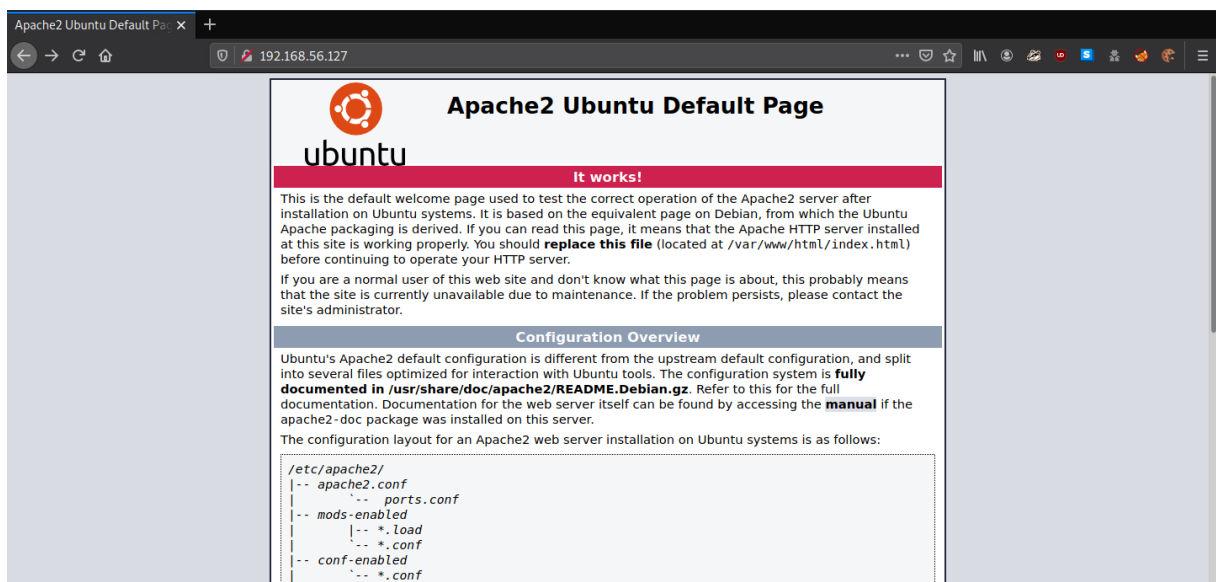 Apache2 Ubuntu Default Pag
192.168.56.127
ubuntu
Apache2 Ubuntu Default Page
It works!
This is the default welcome page used to test the correct operation of the Apache2 server after
installation on Ubuntu systems. It is based on the equivalent page on Debian, from which the Ubuntu
Apache packaging is derived. If you can read this page, it means that the Apache HTTP server installed
at this site is working properly. You should replace this file (located at /var/www/html/index.html)
before continuing to operate your HTTP server.
If you are a normal user of this web site and don't know what this page is about, this probably means
that the site is currently unavailable due to maintenance. If the problem persists, please contact the
site's administrator.
Configuration Overview
Ubuntu's Apache2 default configuration is different from the upstream default configuration, and split
into several files optimized for interaction with Ubuntu tools. The configuration system is fully
documented in /usr/share/doc/apache2/README.Debian.gz. Refer to this for the full
documentation. Documentation for the web server itself can be found by accessing the manual if the
apache2-doc package was installed on this server.
The configuration layout for an Apache2 web server installation on Ubuntu systems is as follows:
/etc/apache2/
|-- apache2.conf
|       `--  ports.conf
|-- mods-enabled
|       |-- *.load
|       `-- *.conf
|-- conf-enabled
|       `-- *.conf